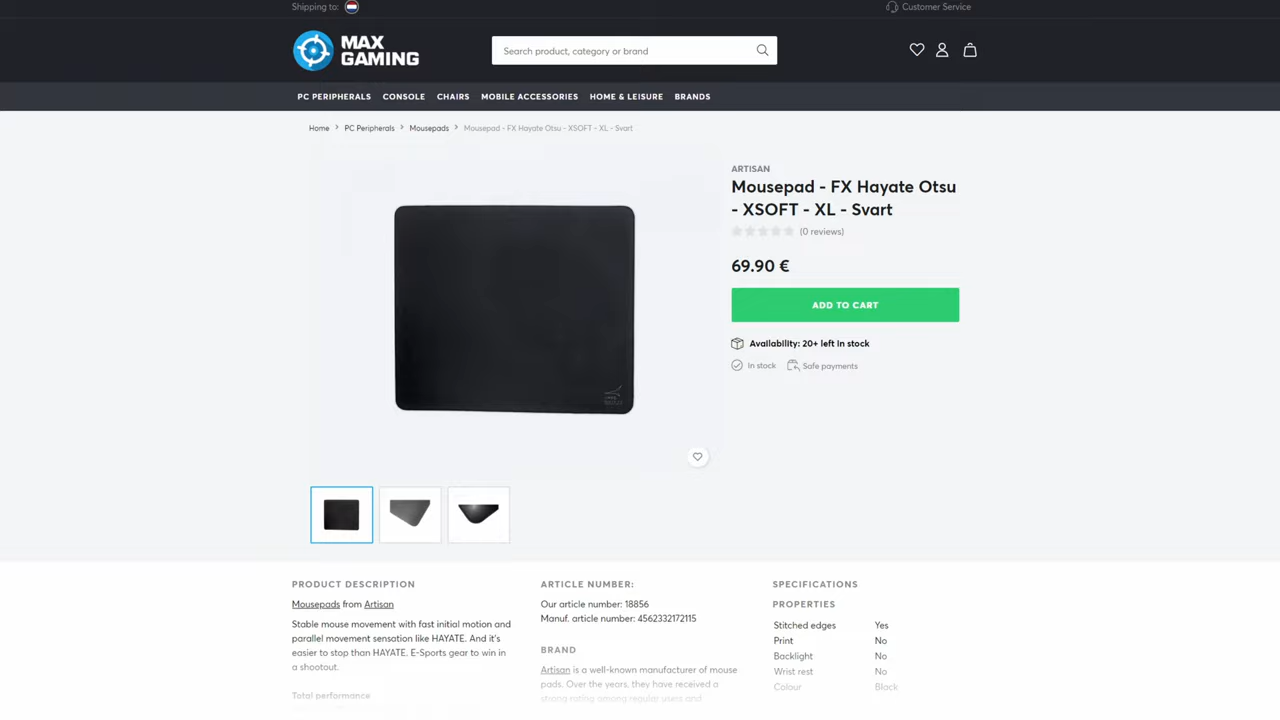 Shipping to:
Customer Service
MAX
GAMING
Search product, category or brand
PC PERIPHERALS
CONSOLE
CHAIRS
MOBILE ACCESSORIES
HOME & LEISURE
BRANDS
Home > PC Peripherals > Mousepads > Mousepad - FX Hayate Otsu - XSOFT - XL - Svart
ARTISAN
Mousepad - FX Hayate Otsu
- XSOFT - XL - Svart
(0 reviews)
69.90 €
ADD TO CART
Availability: 20+ left in stock
In stock
Safe payments
PRODUCT DESCRIPTION
Mousepads from Artisan
Stable mouse movement with fast initial motion and
parallel movement sensation like HAYATE. And it's
easier to stop than HAYATE. E-Sports gear to win in
a shootout.
Total performance
ARTICLE NUMBER:
Our article number: 18856
Manuf. article number: 4562332172115
BRAND
Artisan is a well-known manufacturer of mouse
pads. Over the years, they have received a
strong rating among regular users and
SPECIFICATIONS
PROPERTIES
Stitched edges Yes
Print No
Backlight No
Wrist rest No
Colour Black